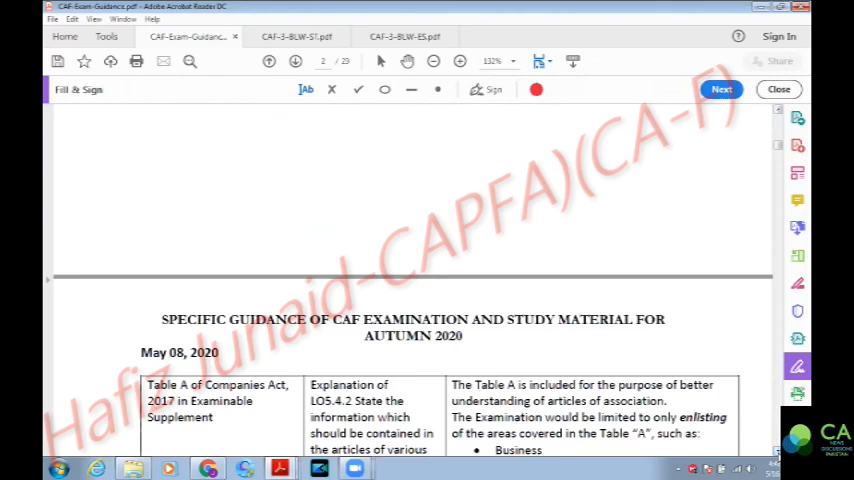 CAF-Exam-Guidance.pdf - Adobe Acrobat Reader DC
File Edit View Window Help
Home Tools CAF-Exam-Guidanc... × CAF-3-BLW-ST.pdf CAF-3-BLW-ES.pdf Sign In
2 / 23 132% Share
Fill & Sign Ab Sign Next Close
Hafiz Junaid-CAPFA)(CA-F)
SPECIFIC GUIDANCE OF CAF EXAMINATION AND STUDY MATERIAL FOR
AUTUMN 2020
May 08, 2020
Table A of Companies Act,
2017 in Examinable
Supplement
Explanation of
LO5.4.2 State the
information which
should be contained in
the articles of various
The Table A is included for the purpose of better
understanding of articles of association.
The Examination would be limited to only enlisting
of the areas covered in the Table “A”, such as:
• Business
CA
NEWS
DISCUSSIONS
PAKISTAN